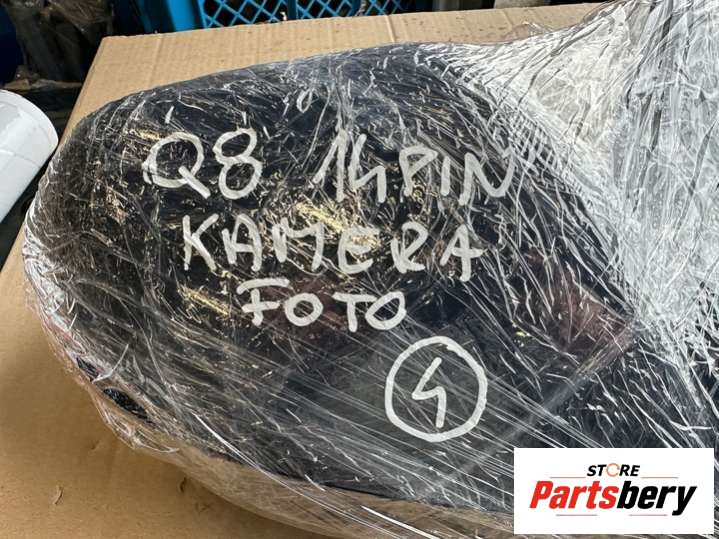 Q8 14PIN
KAMERA
FOTO
4
STORE
Partsbery